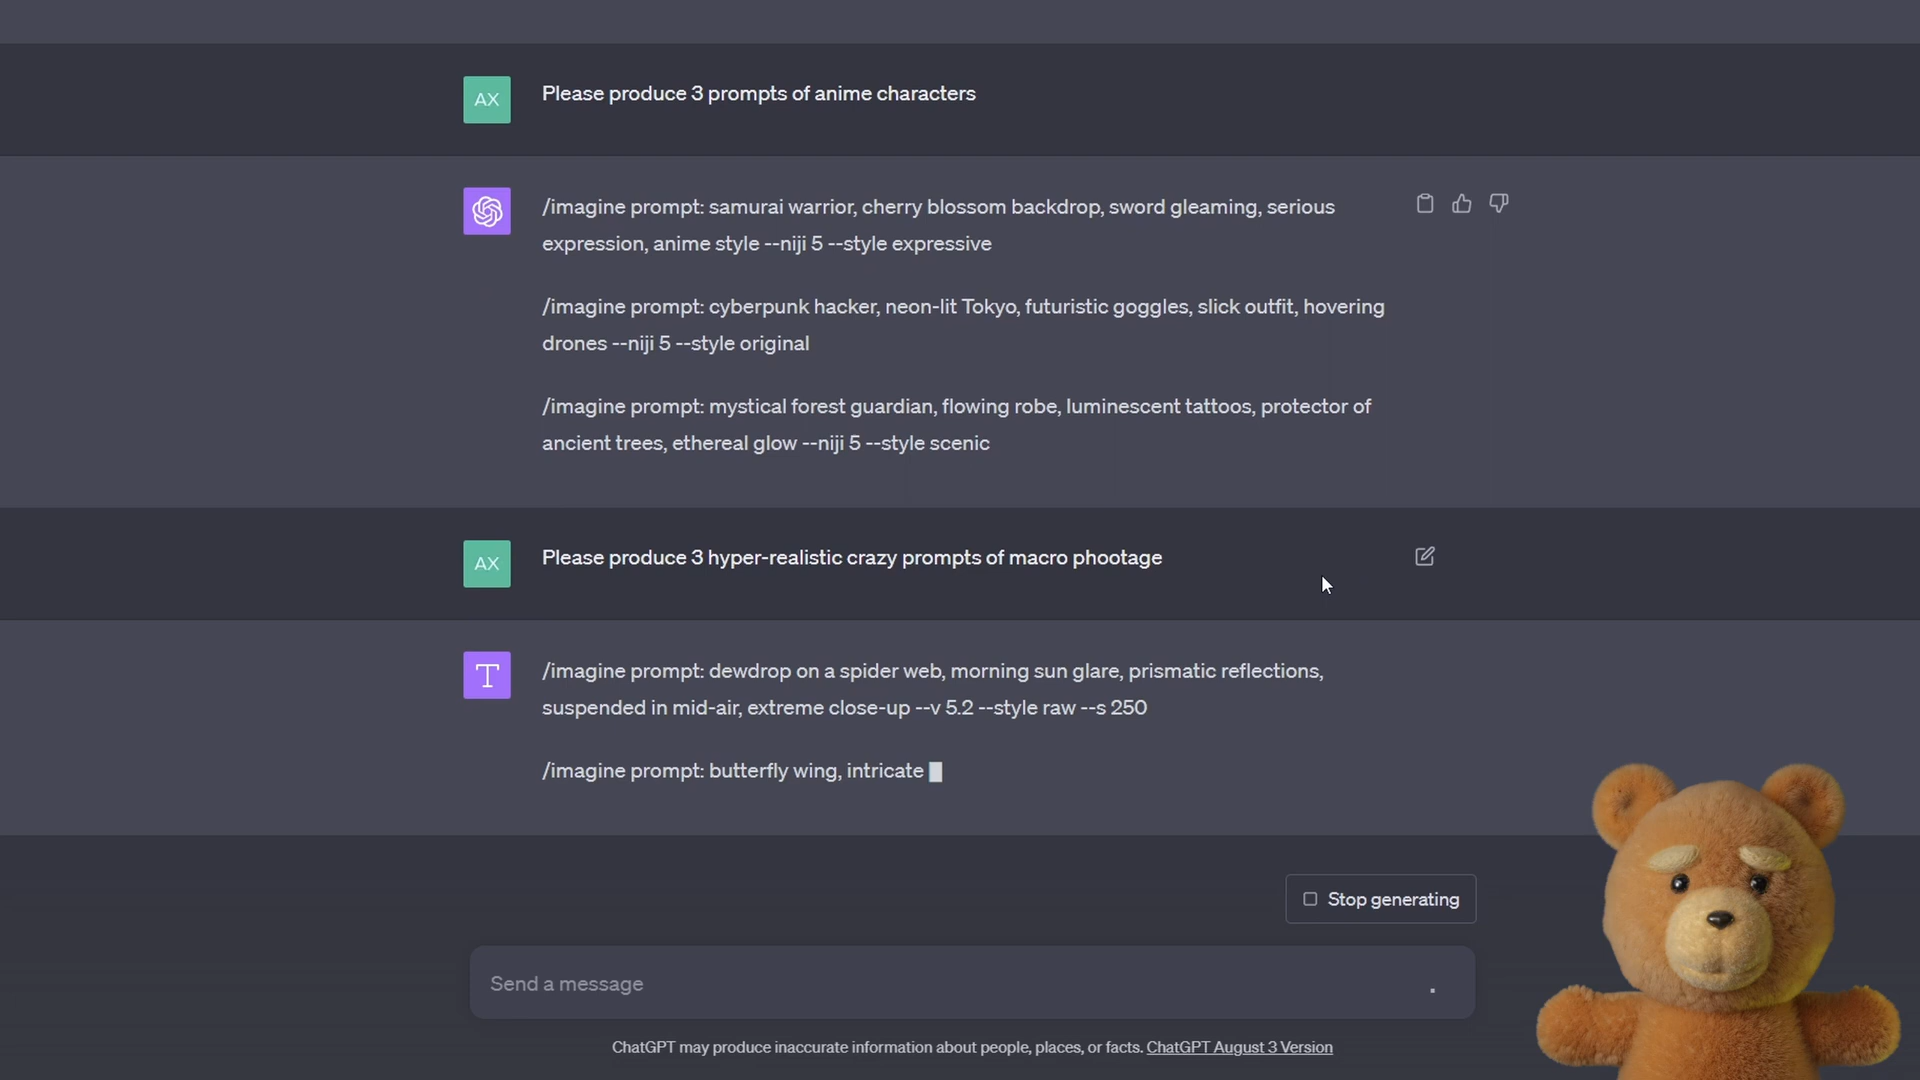 AX
Please produce 3 prompts of anime characters
/imagine prompt: samurai warrior, cherry blossom backdrop, sword gleaming, serious
expression, anime style --niji 5 --style expressive
/imagine prompt: cyberpunk hacker, neon-lit Tokyo, futuristic goggles, slick outfit, hovering
drones --niji 5 --style original
/imagine prompt: mystical forest guardian, flowing robe, luminescent tattoos, protector of
ancient trees, ethereal glow --niji 5 --style scenic
AX
Please produce 3 hyper-realistic crazy prompts of macro phootage
T
/imagine prompt: dewdrop on a spider web, morning sun glare, prismatic reflections,
suspended in mid-air, extreme close-up --v 5.2 --style raw --s 250
/imagine prompt: butterfly wing, intricate
Stop generating
Send a message
ChatGPT may produce inaccurate information about people, places, or facts. ChatGPT August 3 Version